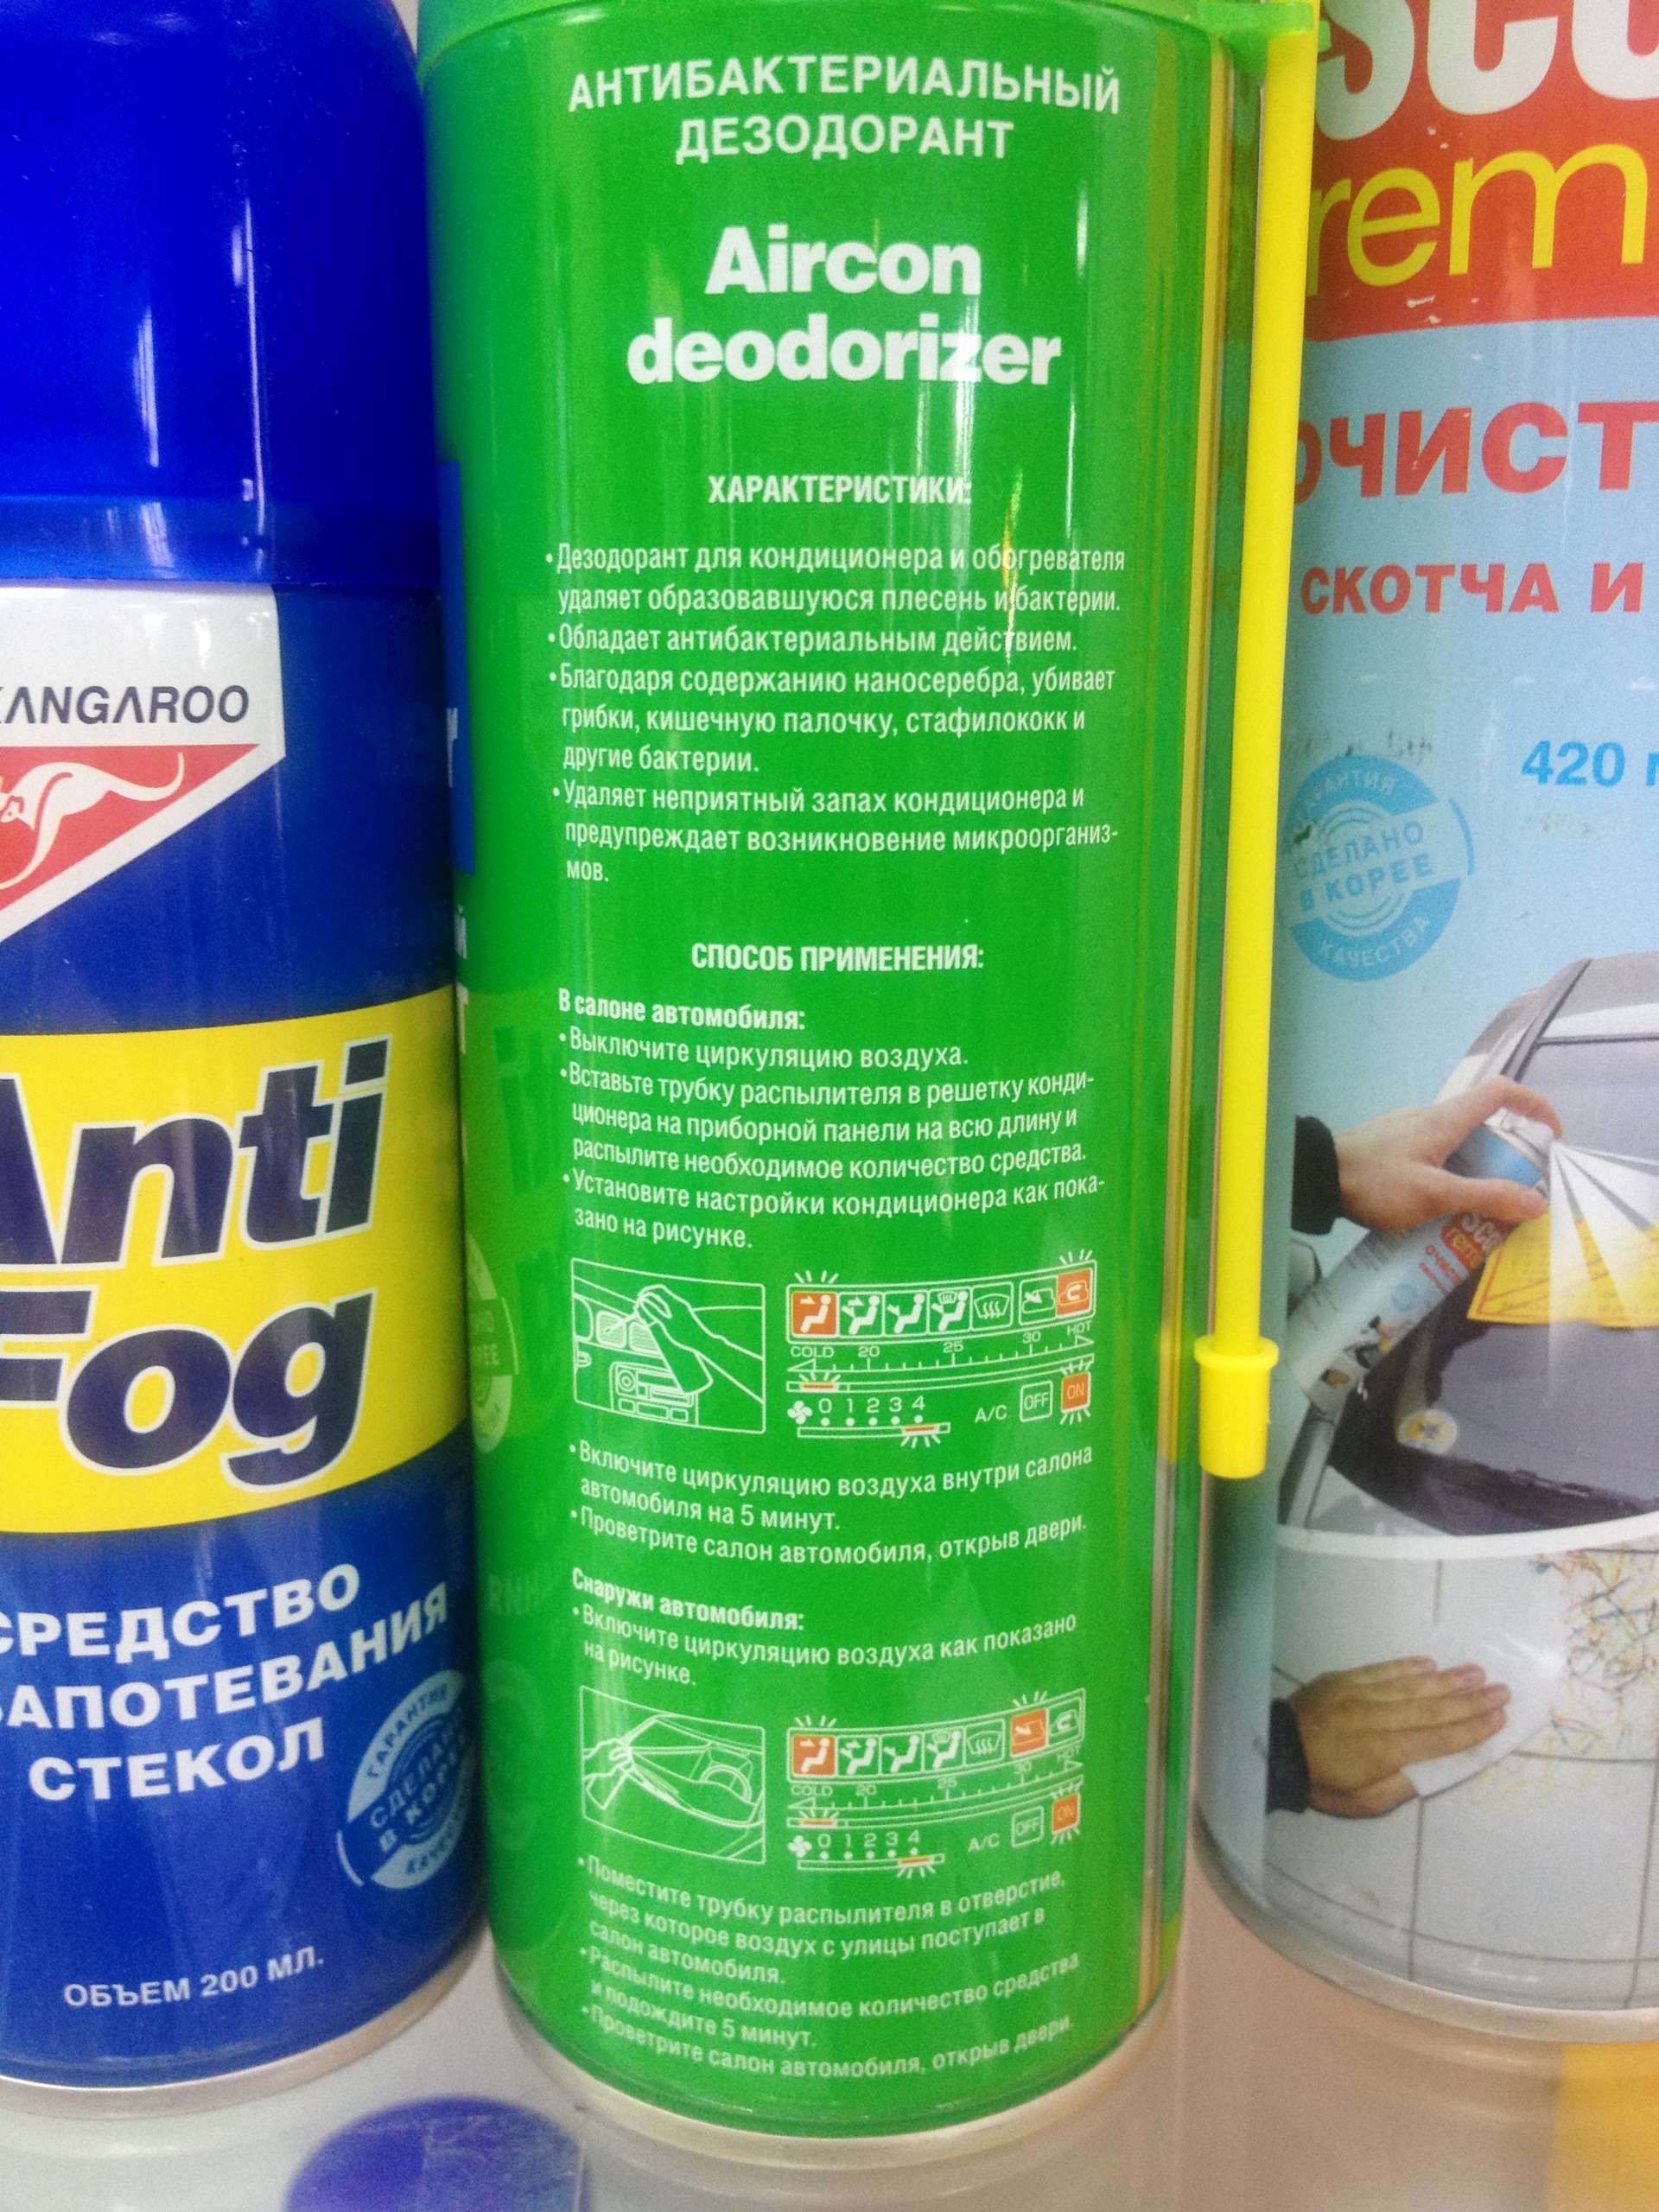 KANGAROO
Anti
Fog
СРЕДСТВО
ЗАПОТЕВАНИЯ
СТЕКОЛ
ГАРАНТИЯ
СДЕЛАНО
В КОРЕЕ
ОБЪЕМ 200 МЛ.
АНТИБАКТЕРИАЛЬНЫЙ
ДЕЗОДОРАНТ
Aircon
deodorizer
ХАРАКТЕРИСТИКИ:
•Дезодорант для кондиционера и обогревателя
удаляет образовавшуюся плесень и бактерии.
•Обладает антибактериальным действием.
•Благодаря содержанию наносеребра, убивает
грибки, кишечную палочку, стафилококк и
другие бактерии.
•Удаляет неприятный запах кондиционера и
предупреждает возникновение микроорганиз-
мов.
СПОСОБ ПРИМЕНЕНИЯ:
В салоне автомобиля:
•Выключите циркуляцию воздуха.
•Вставьте трубку распылителя в решетку конди-
ционера на приборной панели на всю длину и
распылите необходимое количество средства.
•Установите настройки кондиционера как пока-
зано на рисунке.
COLD 20 25 30 HOT
0 1 2 3 4 A/C OFF ON
•Включите циркуляцию воздуха внутри салона
автомобиля на 5 минут.
•Проветрите салон автомобиля, открыв двери.
Снаружи автомобиля:
•Включите циркуляцию воздуха как показано
на рисунке.
COLD 20 25 30 HOT
0 1 2 3 4 A/C OFF ON
•Поместите трубку распылителя в отверстие,
через которое воздух с улицы поступает в
салон автомобиля.
•Распылите необходимое количество средства
и подождите 5 минут.
•Проветрите салон автомобиля, открыв двери.
rem
ОЧИСТ
СКОТЧА И
420
ГАРАНТИЯ
СДЕЛАНО
В КОРЕЕ
КАЧЕСТВА